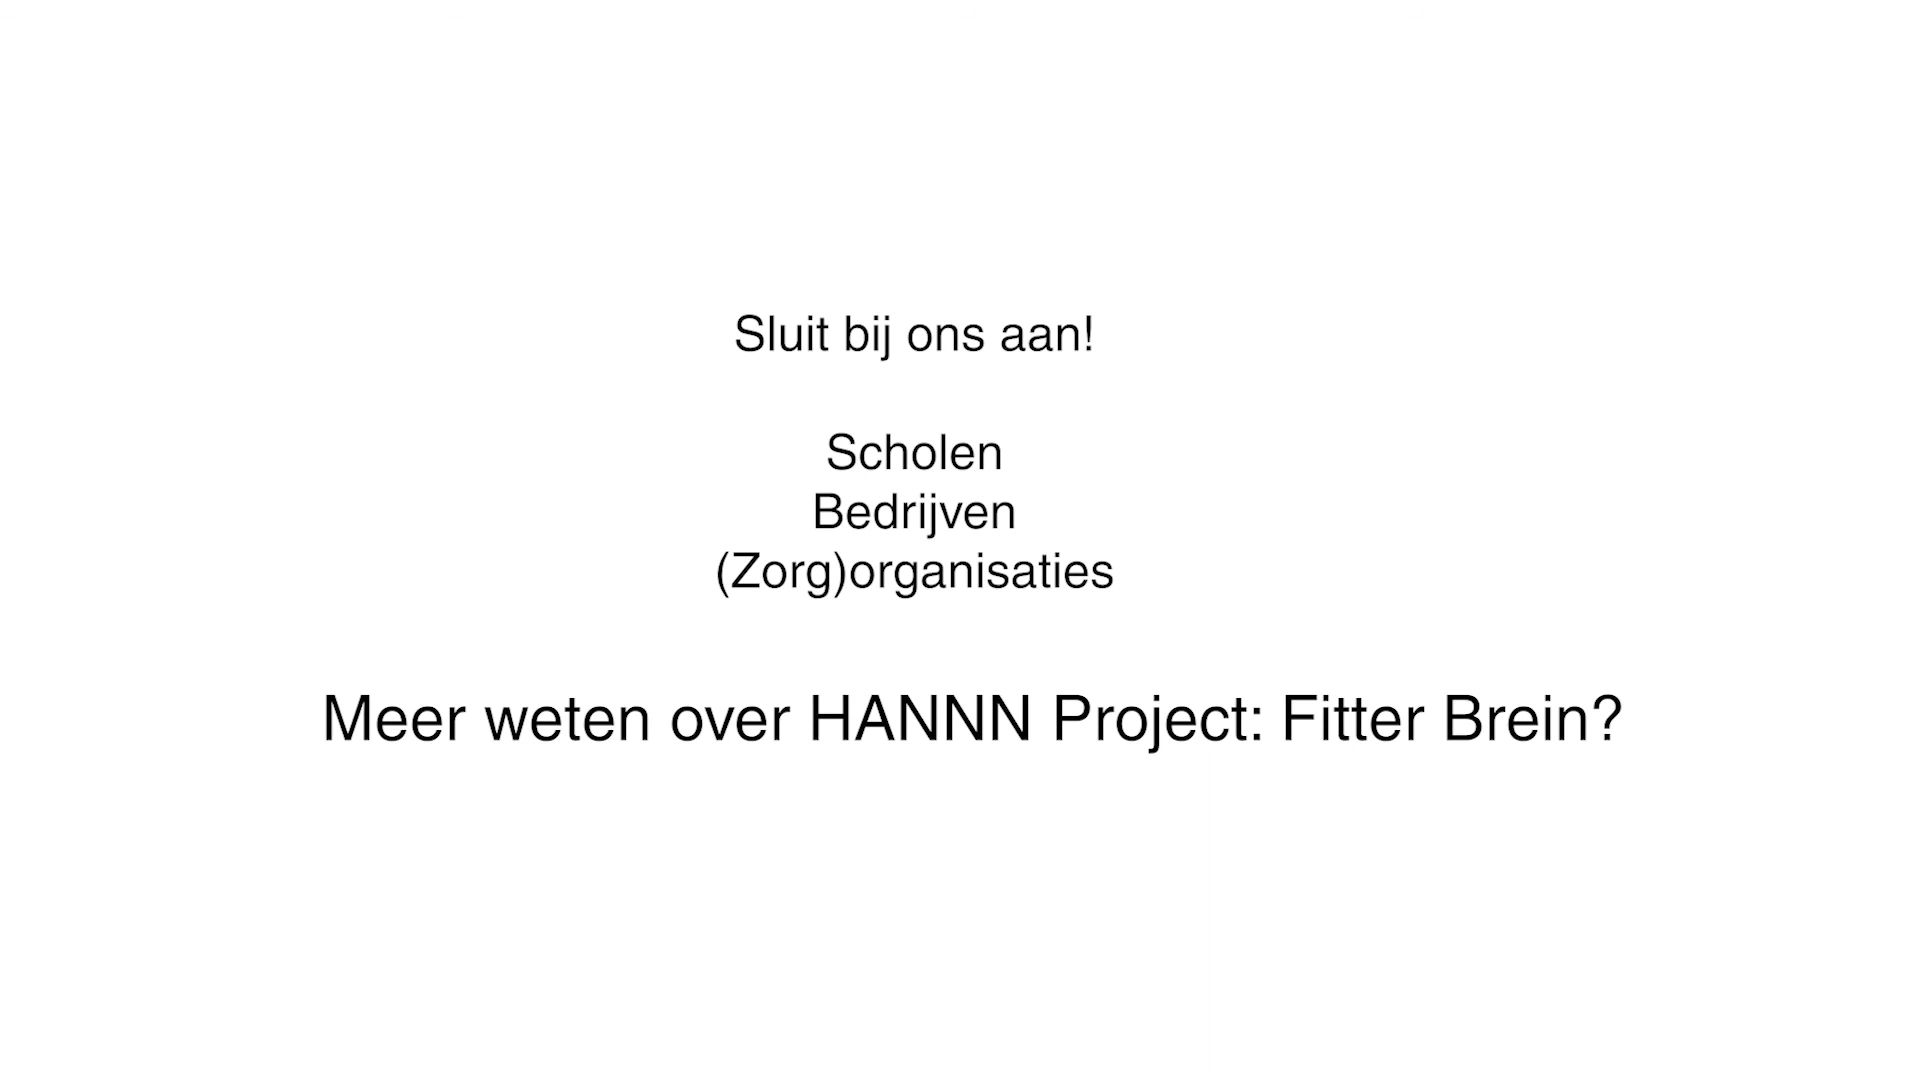 Sluit bij ons aan!
Scholen
Bedrijven
(Zorg)organisaties
Meer weten over HANNN Project: Fitter Brein?